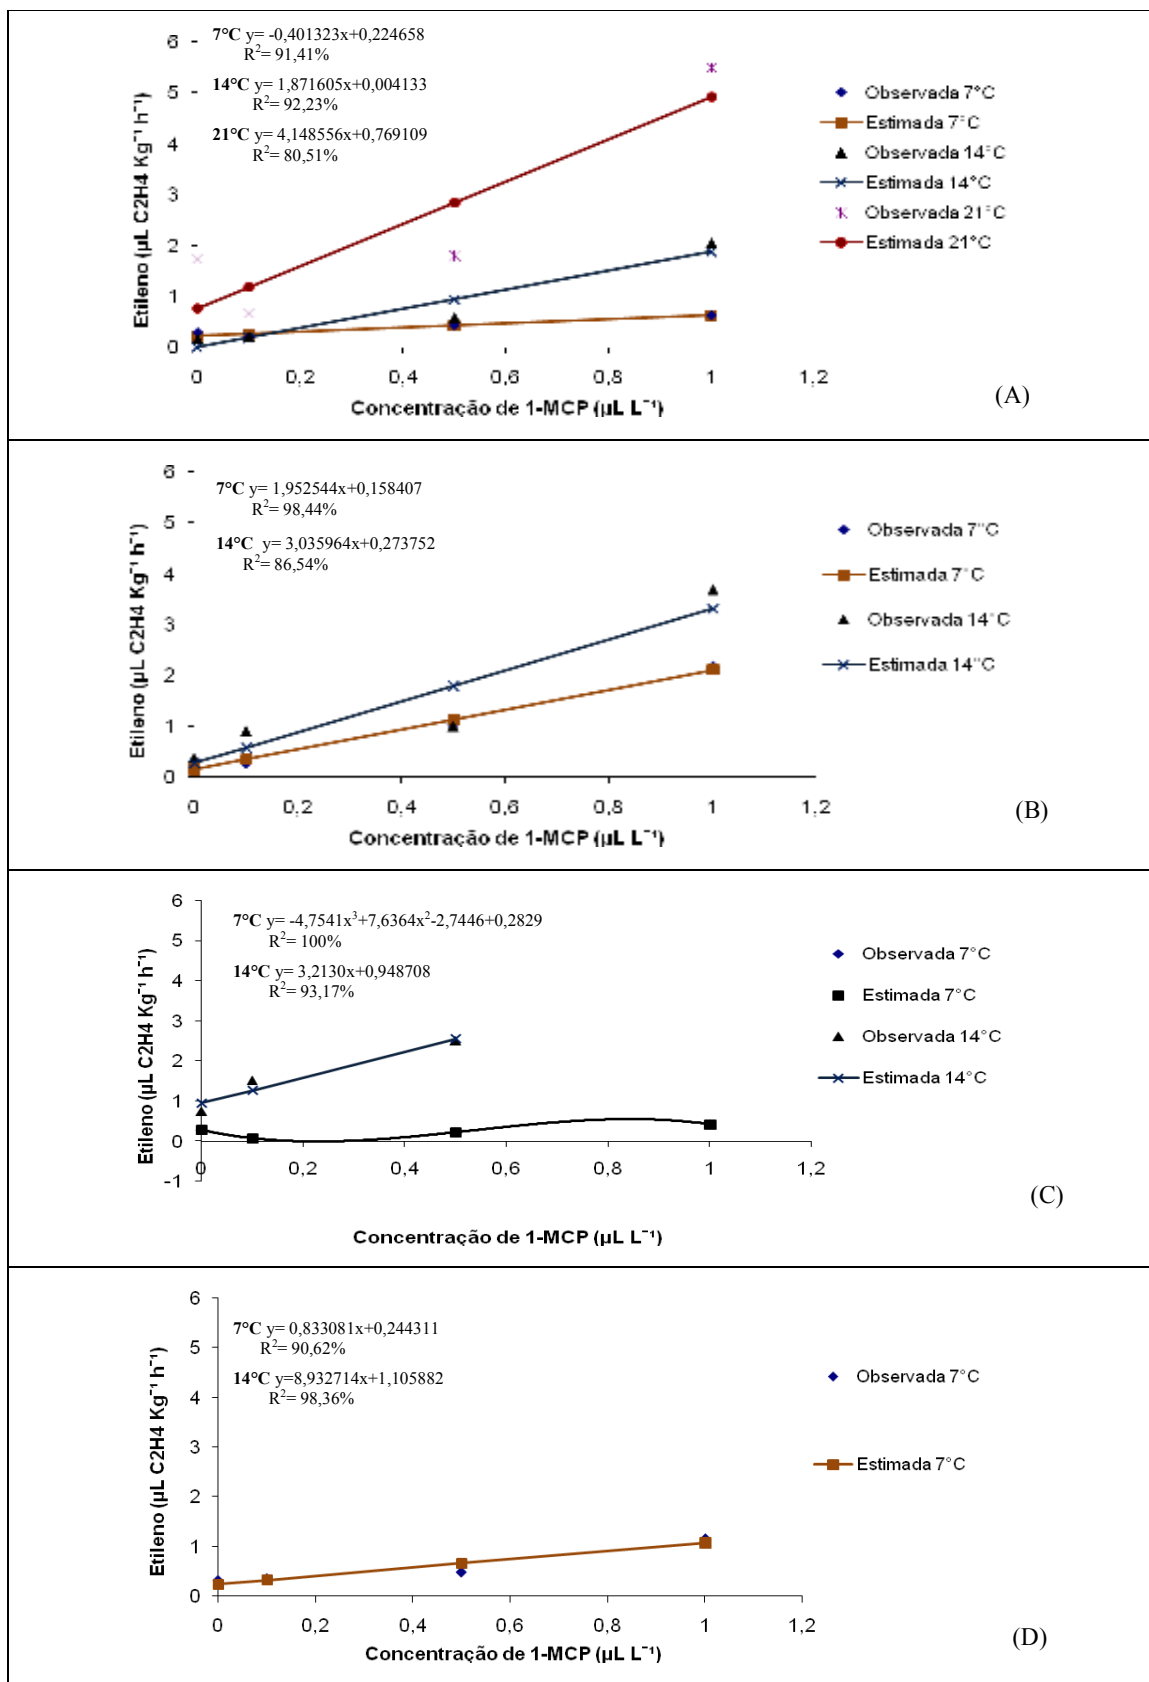 7°C y= -0,401323x+0,224658
R²= 91,41%
14°C y= 1,871605x+0,004133
R²= 92,23%
21°C y= 4,148556x+0,769109
R²= 80,51%
6
5
4
3
2
1
0
Etileno (µL C2H4 Kg⁻¹ h⁻¹)
0 0,2 0,4 0,6 0,8 1 1,2
Concentração de 1-MCP (µL L⁻¹)
Observada 7°C
Estimada 7°C
Observada 14°C
Estimada 14°C
Observada 21°C
Estimada 21°C
(A)
7°C y= 1,952544x+0,158407
R²= 98,44%
14°C y= 3,035964x+0,273752
R²= 86,54%
6
5
4
3
2
1
0
Etileno (µL C2H4 Kg⁻¹ h⁻¹)
0 0,2 0,4 0,6 0,8 1 1,2
Concentração de 1-MCP (µL L⁻¹)
Observada 7°C
Estimada 7°C
Observada 14°C
Estimada 14°C
(B)
7°C y= -4,7541x³+7,6364x²-2,7446+0,2829
R²= 100%
14°C y= 3,2130x+0,948708
R²= 93,17%
6
5
4
3
2
1
0
-1
Etileno (µL C2H4 Kg⁻¹ h⁻¹)
0 0,2 0,4 0,6 0,8 1 1,2
Concentração de 1-MCP (µL L⁻¹)
Observada 7°C
Estimada 7°C
Observada 14°C
Estimada 14°C
(C)
7°C y= 0,833081x+0,244311
R²= 90,62%
14°C y=8,932714x+1,105882
R²= 98,36%
6
5
4
3
2
1
0
Etileno (µL C2H4 Kg⁻¹ h⁻¹)
0 0,2 0,4 0,6 0,8 1 1,2
Concentração de 1-MCP (µL L⁻¹)
Observada 7°C
Estimada 7°C
(D)